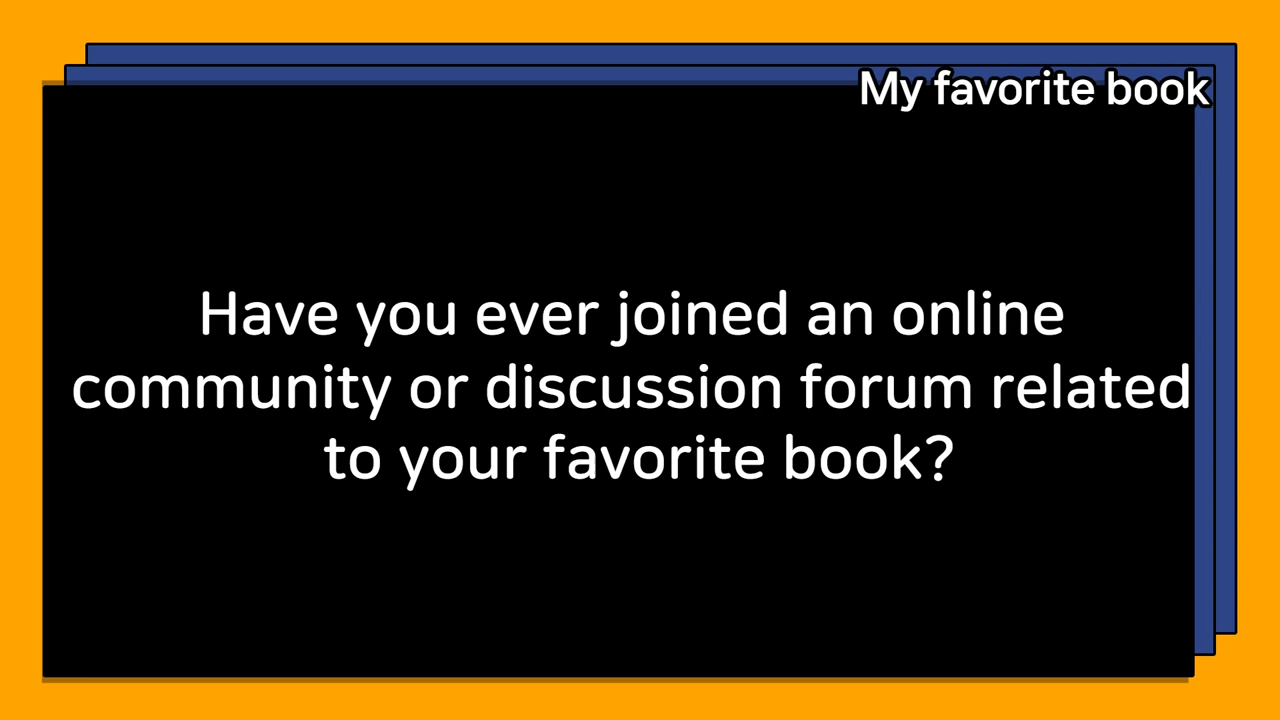 My favorite book
Have you ever joined an online
community or discussion forum related
to your favorite book?